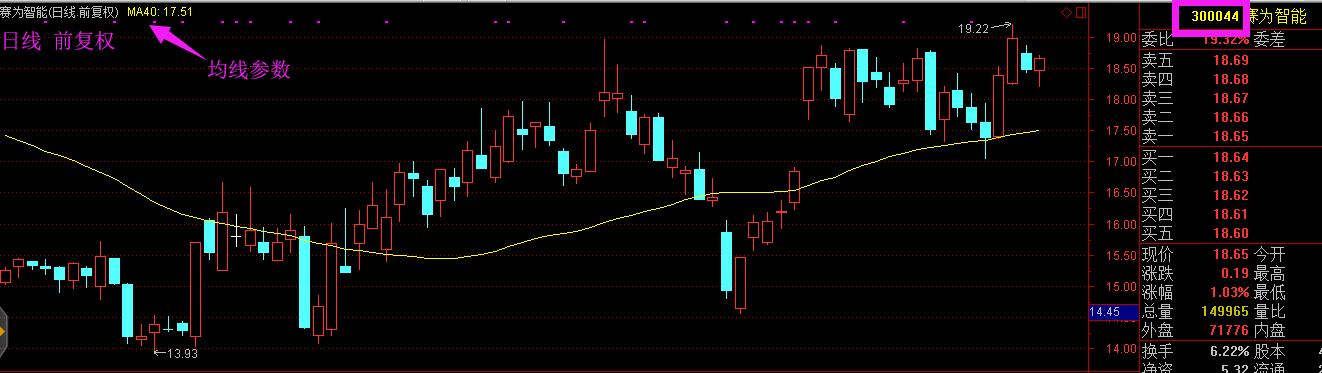 赛为智能(日线.前复权) MA40: 17.51
日线 前复权
均线参数
19.22
13.93
19.00
18.50
18.00
17.50
17.00
16.50
16.00
15.50
15.00
14.45
14.00
300044 赛为智能
委比 19.32% 委差
卖五 18.69
卖四 18.68
卖三 18.67
卖二 18.66
卖一 18.65
买一 18.64
买二 18.63
买三 18.62
买四 18.61
买五 18.60
现价 18.65 今开
涨跌 0.19 最高
涨幅 1.03% 最低
总量 149965 量比
外盘 71776 内盘
换手 6.22% 股本
净资 5.32 流通